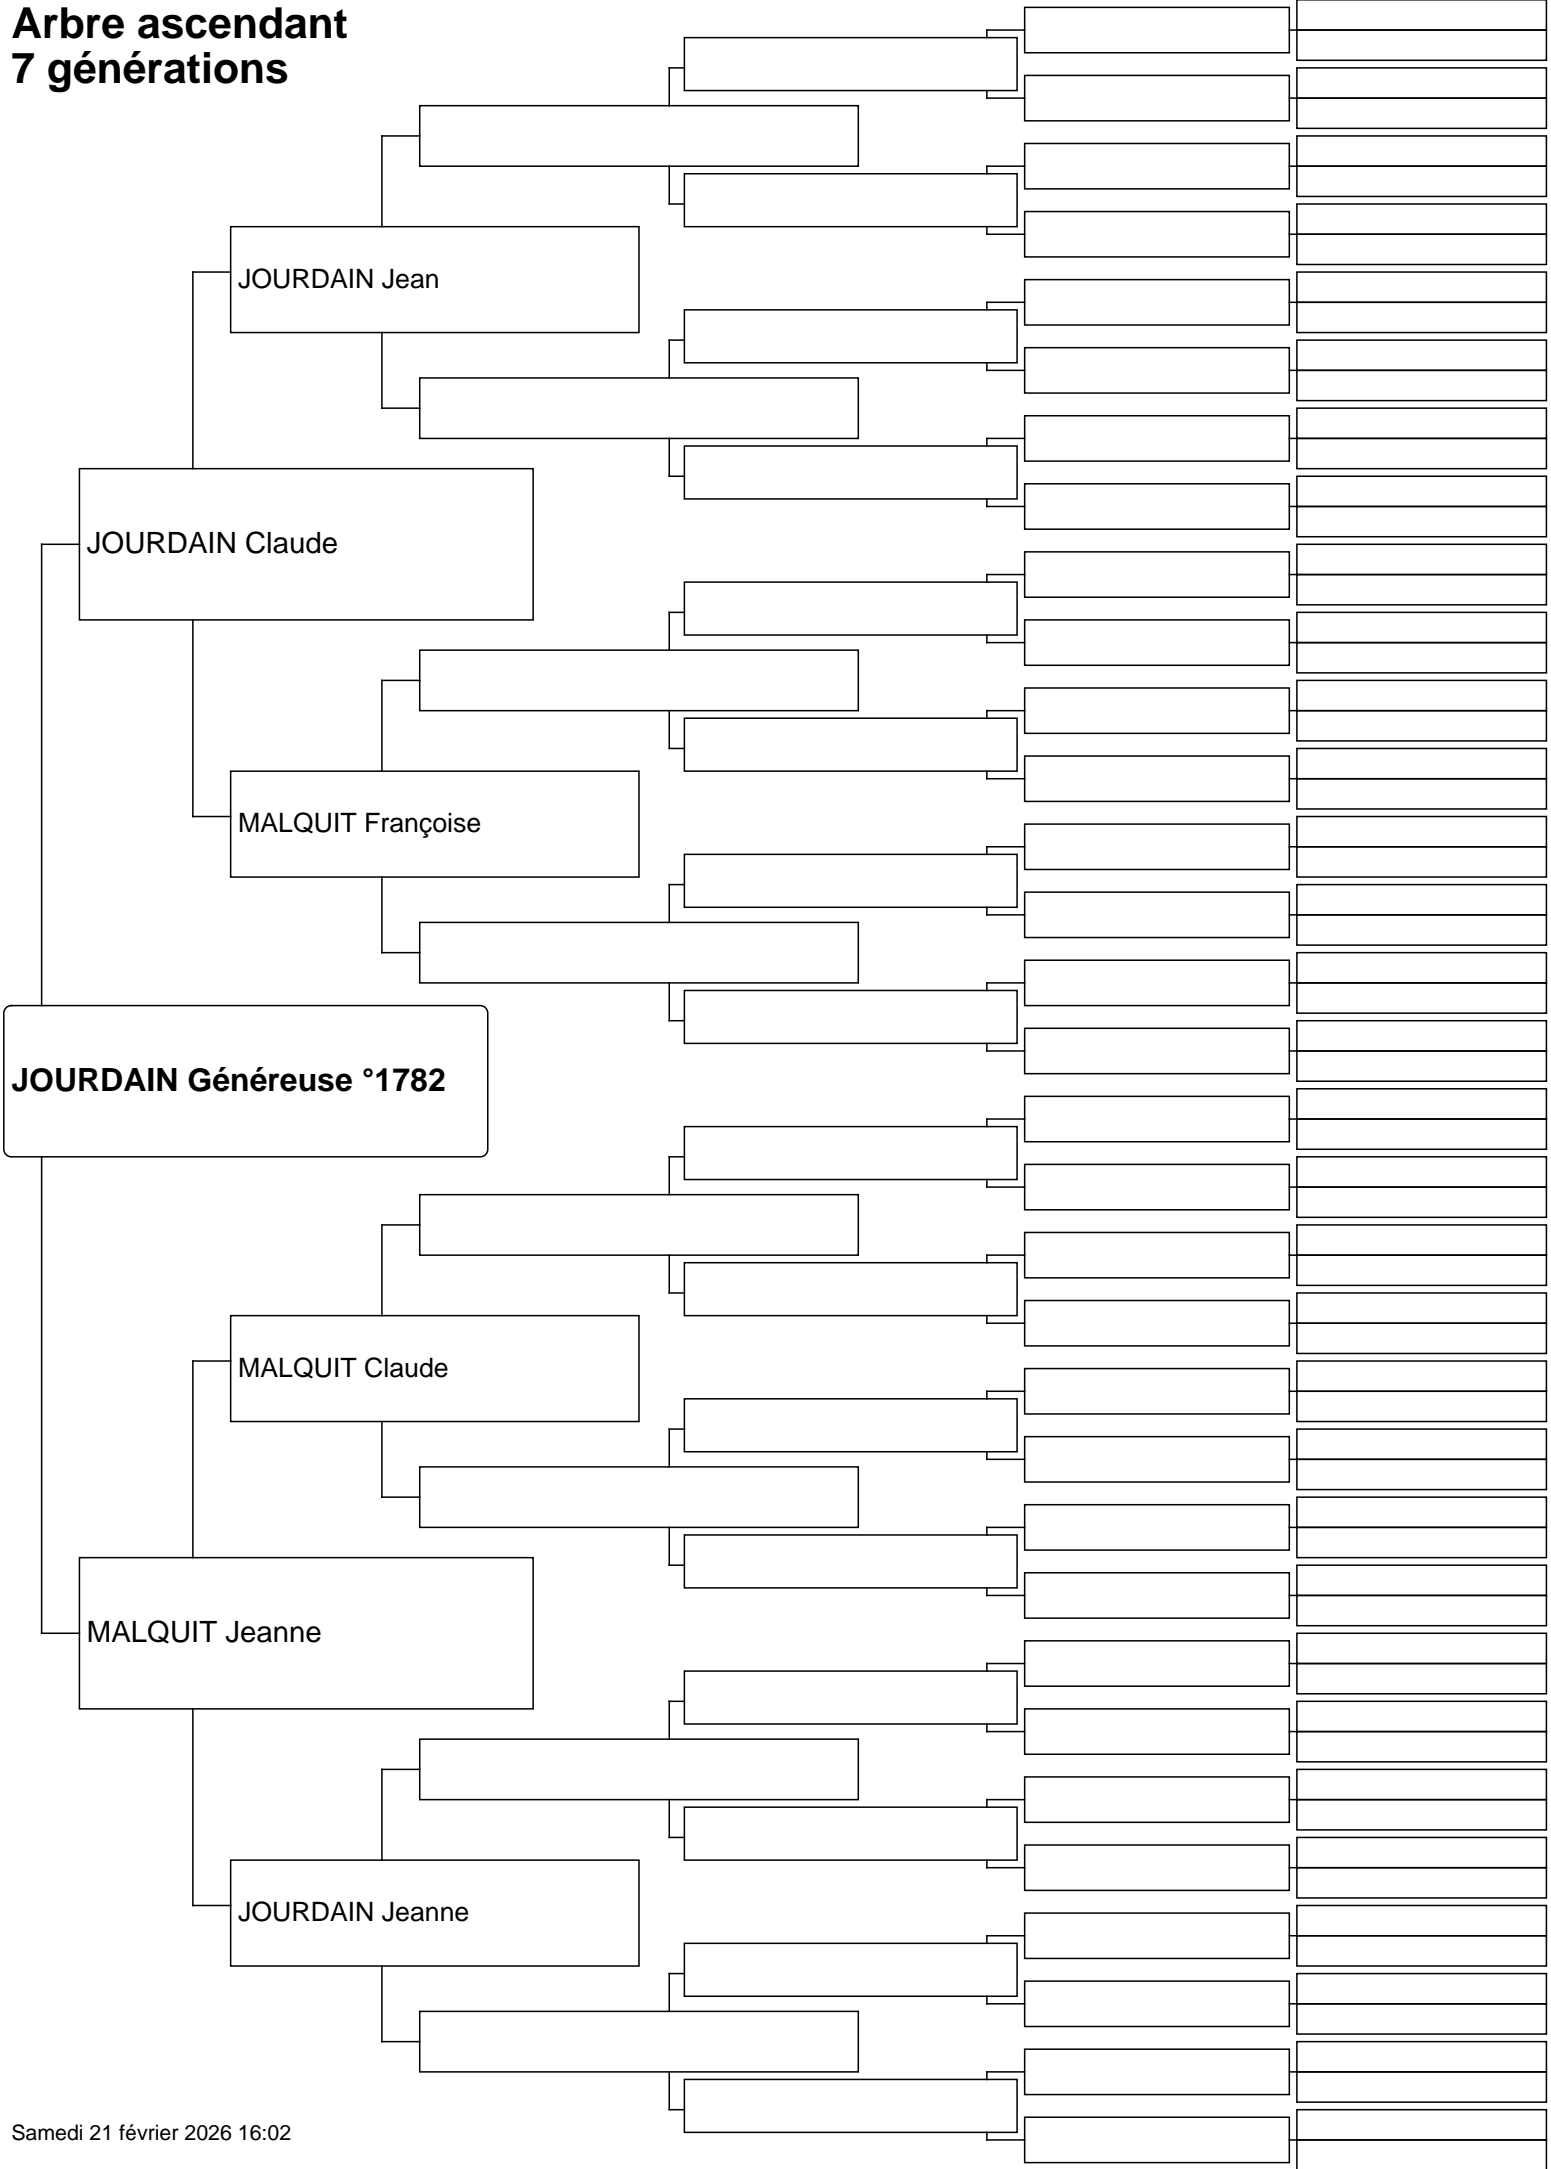 Arbre ascendant
7 générations
JOURDAIN Jean
JOURDAIN Claude
MALQUIT Françoise
JOURDAIN Généreuse °1782
MALQUIT Claude
MALQUIT Jeanne
JOURDAIN Jeanne
Samedi 21 février 2026 16:02